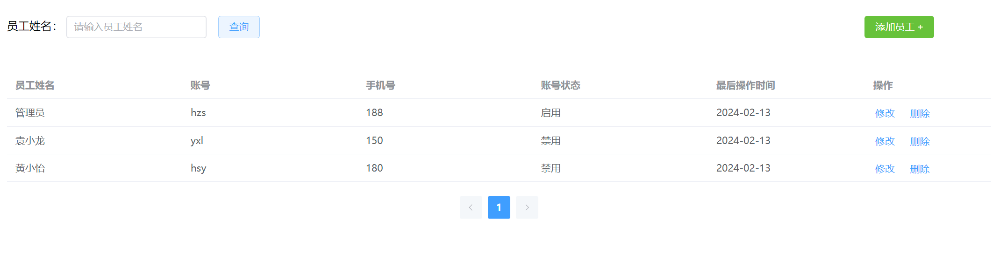 员工姓名： 请输入员工姓名 查询 添加员工 +
员工姓名 账号 手机号 账号状态 最后操作时间 操作
管理员 hzs 188 启用 2024-02-13 修改 删除
袁小龙 yxl 150 禁用 2024-02-13 修改 删除
黄小怡 hsy 180 禁用 2024-02-13 修改 删除
1